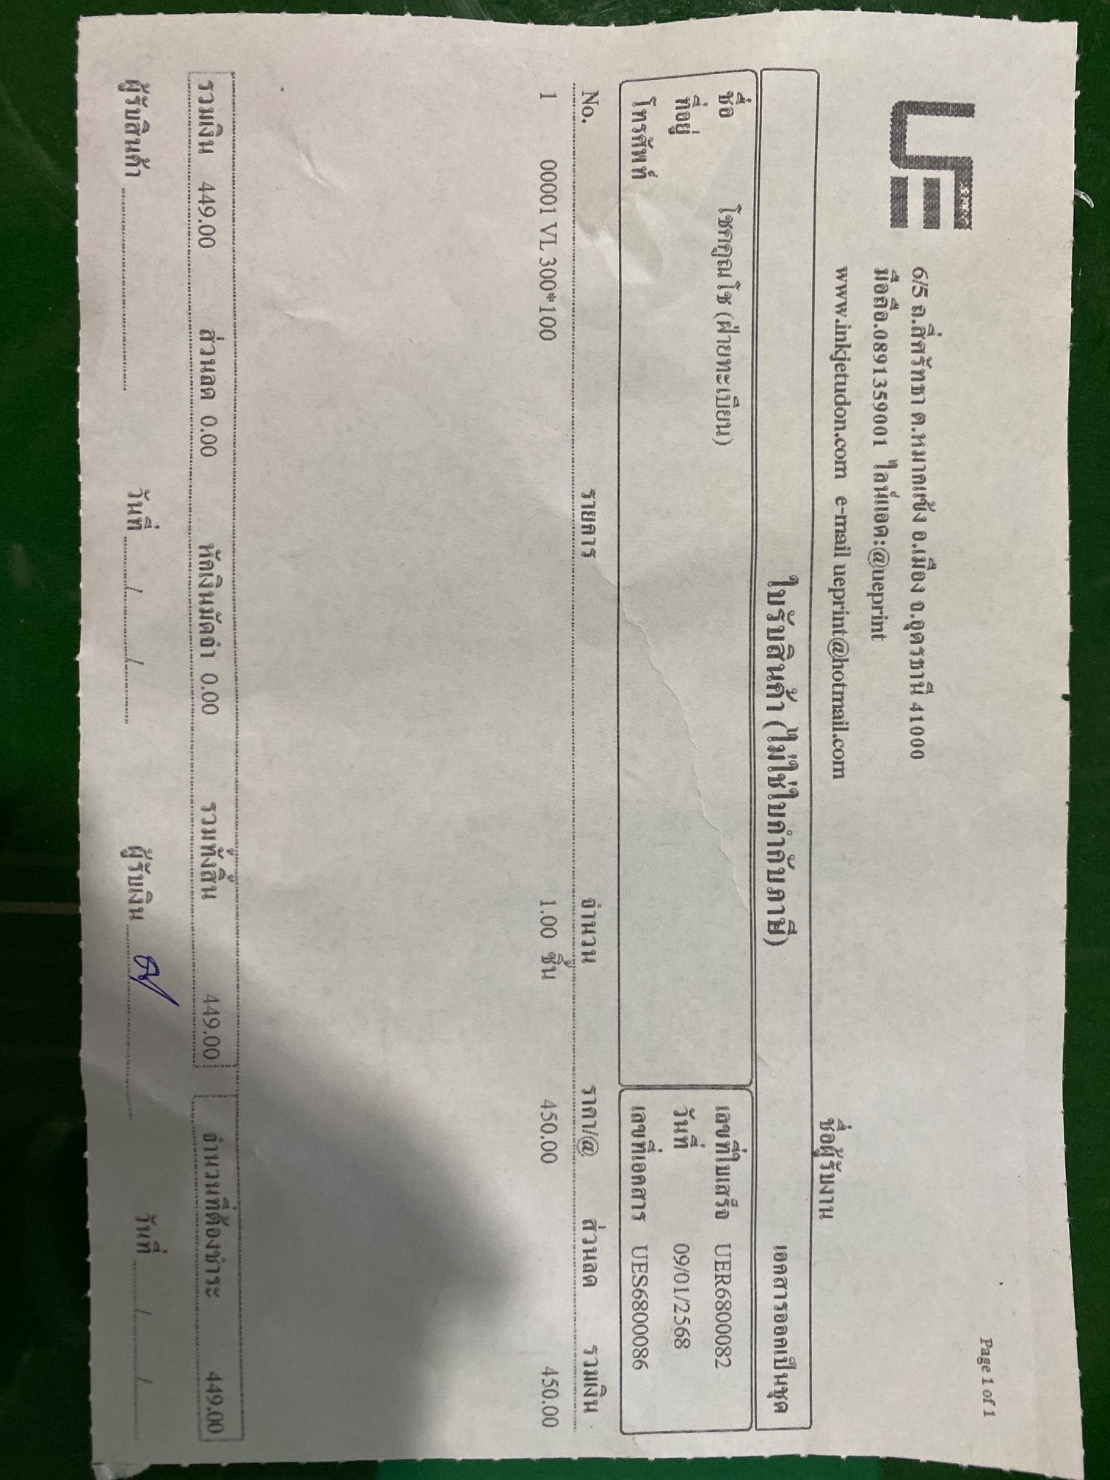 Page 1 of 1
UE
6/5 ถ.ศรีศรัทธา ต.หมากแข้ง อ.เมือง จ.อุดรธานี 41000
มือถือ.0891359001 ไลน์แอด:@ueprint
www.inkjetudon.com e-mail ueprint@hotmail.com
ชื่อผู้รับงาน
ใบรับสินค้า (ไม่ใช่ใบกำกับภาษี)
เอกสารออกเป็นชุด
ชื่อ โชคคูณโช (ฝ่ายทะเบียน) เลขที่ใบเสร็จ UER6800082
ที่อยู่ วันที่ 09/01/2568
โทรศัพท์ เลขที่เอกสาร UES6800086
No. รายการ จำนวน ราคา/@ ส่วนลด รวมเงิน
1 00001 VL 300*100 1.00 ชิ้น 450.00 450.00
รวมเงิน 449.00 ส่วนลด 0.00 หักเงินมัดจำ 0.00 รวมทั้งสิ้น 449.00 จำนวนที่ต้องชำระ 449.00
ผู้รับสินค้า วันที่ / / ผู้รับเงิน วันที่ / /